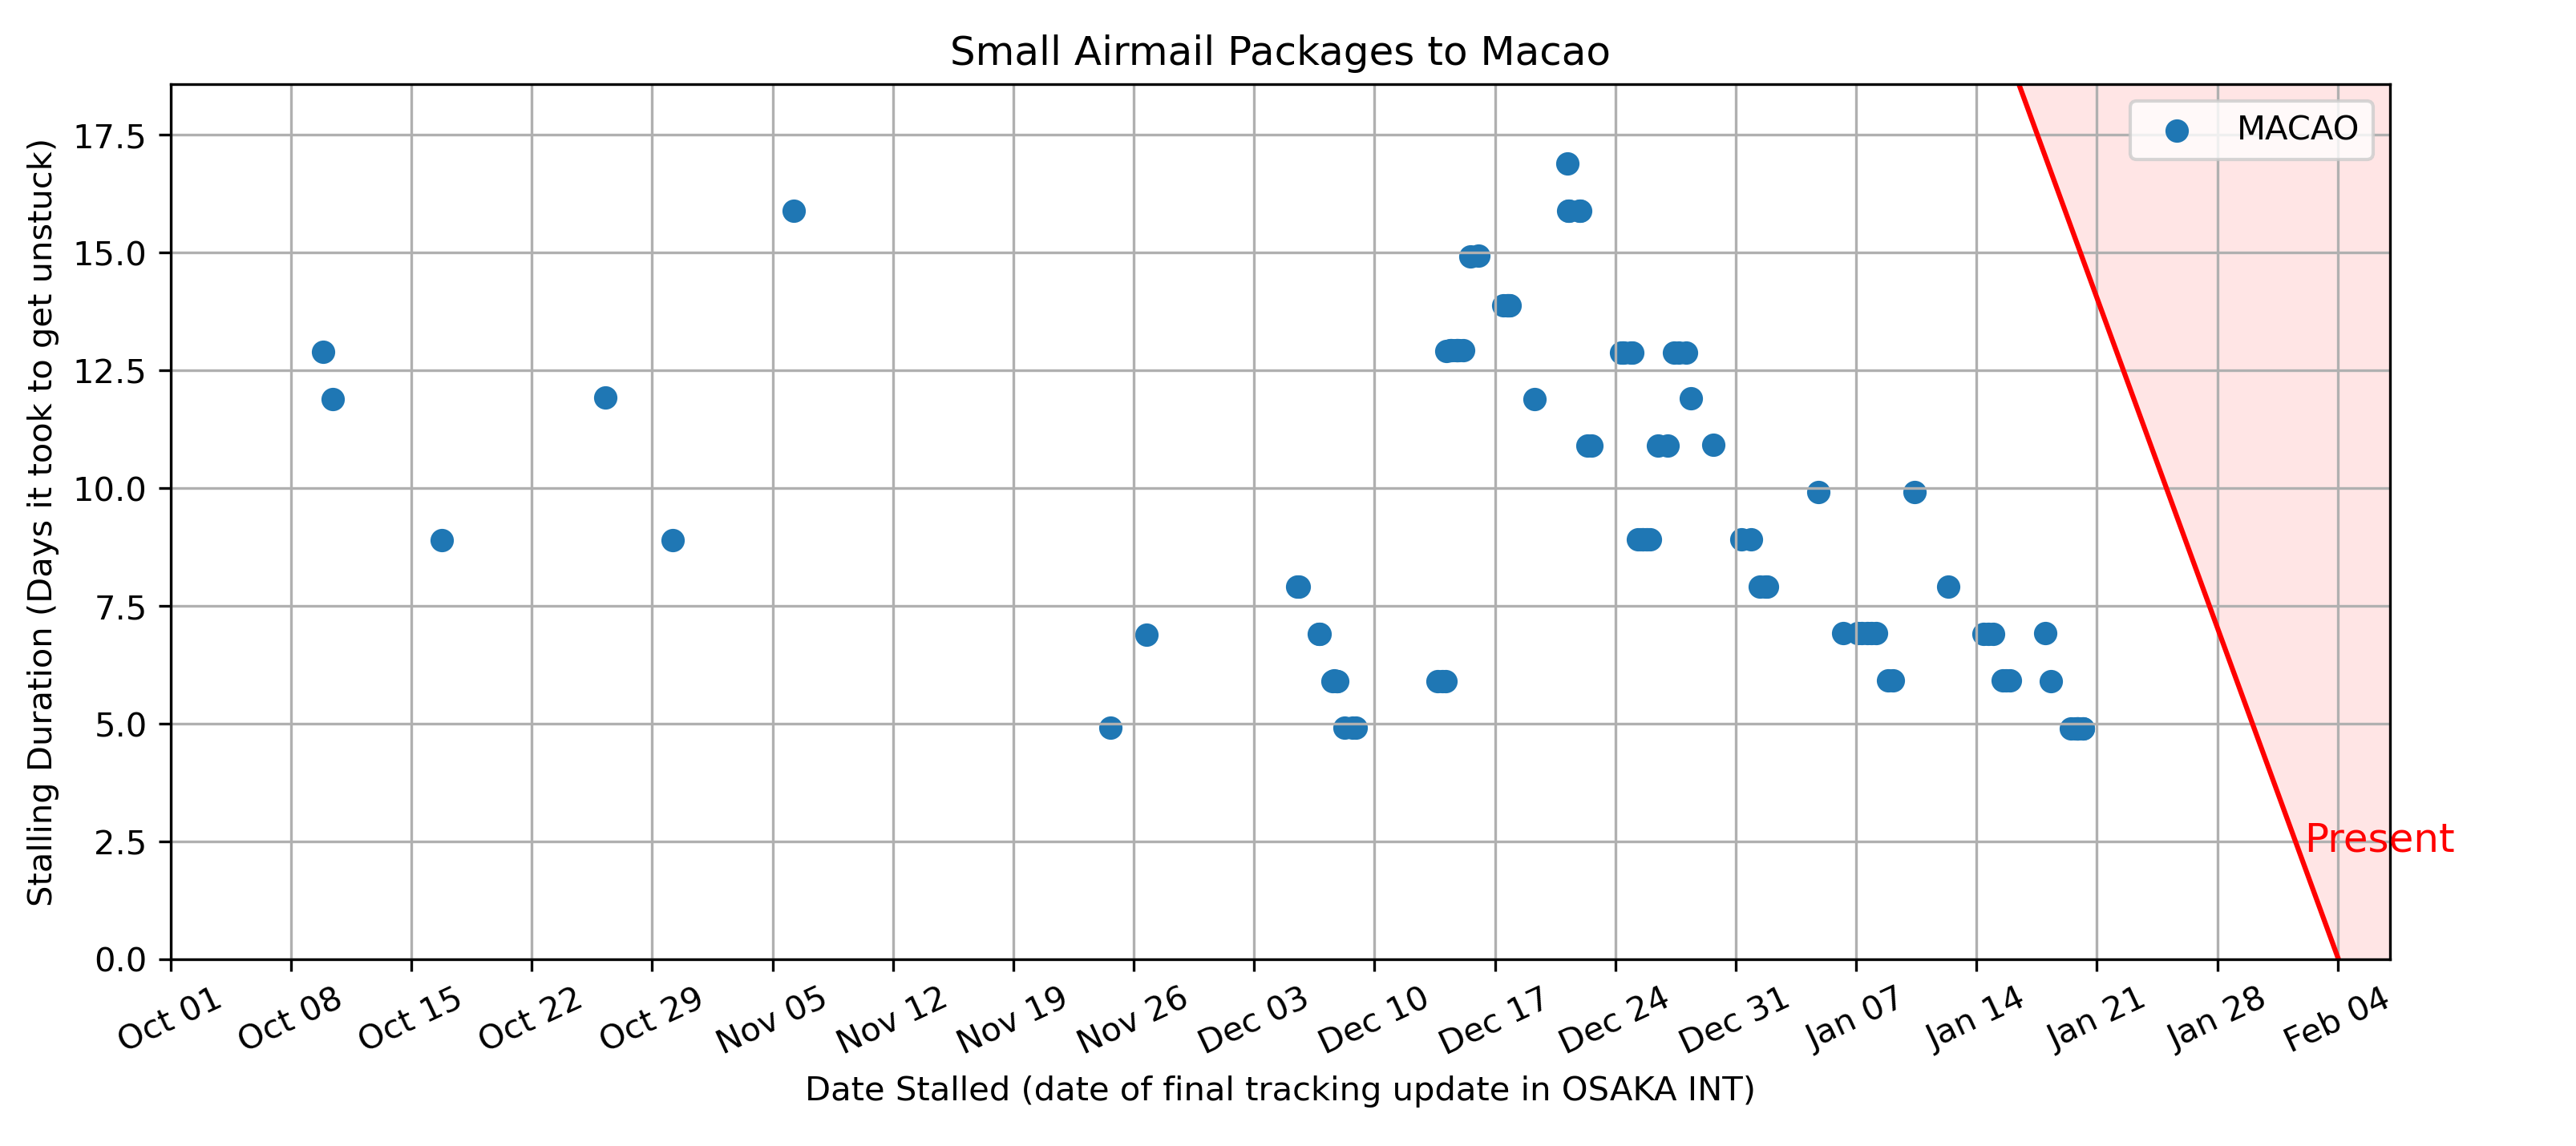 Small Airmail Packages to Macao
MACAO
Stalling Duration (Days it took to get unstuck)
17.5
15.0
12.5
10.0
7.5
5.0
2.5
0.0
Present
Oct 01
Oct 08
Oct 15
Oct 22
Oct 29
Nov 05
Nov 12
Nov 19
Nov 26
Dec 03
Dec 10
Dec 17
Dec 24
Dec 31
Jan 07
Jan 14
Jan 21
Jan 28
Feb 04
Date Stalled (date of final tracking update in OSAKA INT)